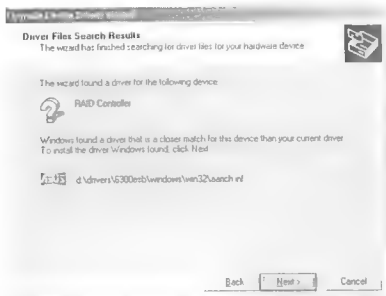 Driver Files Search Results
The wizard has finished searching for driver files for your hardware device.
The wizard found a driver for the following device
RAID Controller
Windows found a driver that is a closer match for this device than your current driver.
To install the driver Windows found, click Next
d:\drivers\6300esb\windows\win32\aarich.inf
Back
Next >
Cancel